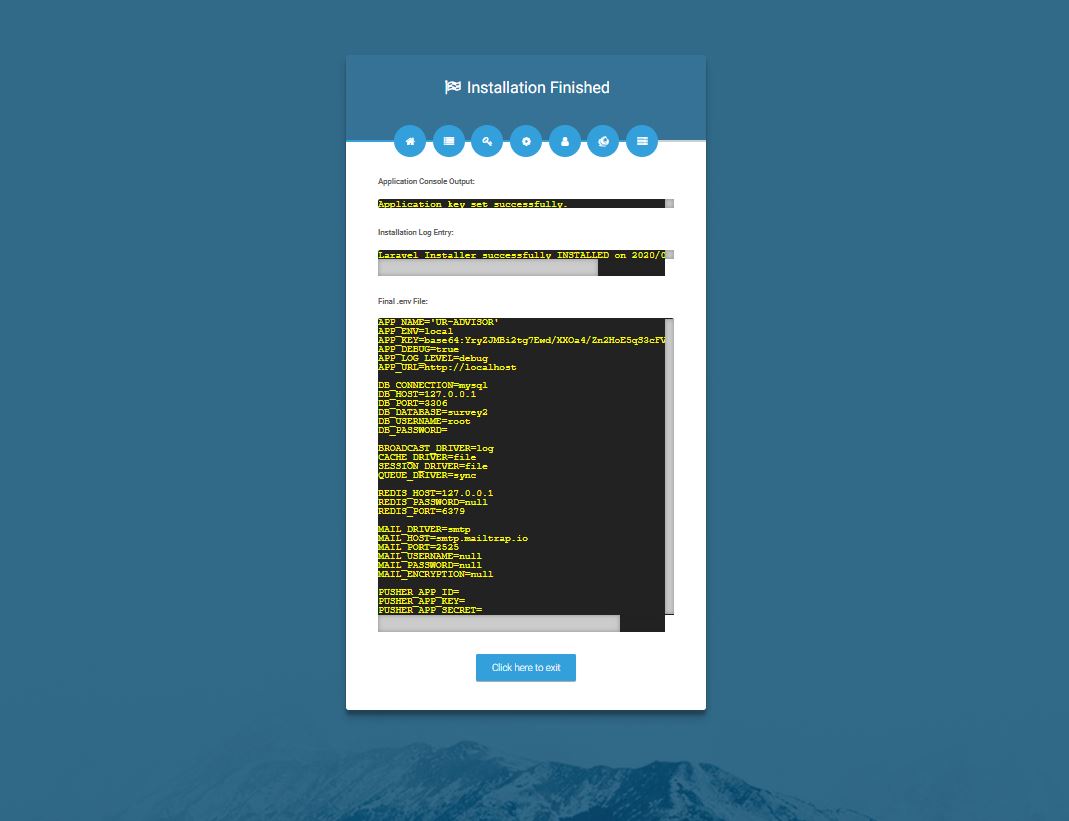 Installation Finished
Application Console Output:
Application key set successfully.
Installation Log Entry:
Laravel Installer successfully INSTALLED on 2020/0
Final .env File:
APP_NAME='UR-ADVISOR'
APP_ENV=local
APP_KEY=base64:YryZJMBi2tg7Ewd/XXOa4/Zn2HoE5qS3cFV
APP_DEBUG=true
APP_LOG_LEVEL=debug
APP_URL=http://localhost
DB_CONNECTION=mysql
DB_HOST=127.0.0.1
DB_PORT=3306
DB_DATABASE=survey2
DB_USERNAME=root
DB_PASSWORD=
BROADCAST_DRIVER=log
CACHE_DRIVER=file
SESSION_DRIVER=file
QUEUE_DRIVER=sync
REDIS_HOST=127.0.0.1
REDIS_PASSWORD=null
REDIS_PORT=6379
MAIL_DRIVER=smtp
MAIL_HOST=smtp.mailtrap.io
MAIL_PORT=2525
MAIL_USERNAME=null
MAIL_PASSWORD=null
MAIL_ENCRYPTION=null
PUSHER_APP_ID=
PUSHER_APP_KEY=
PUSHER_APP_SECRET=
Click here to exit